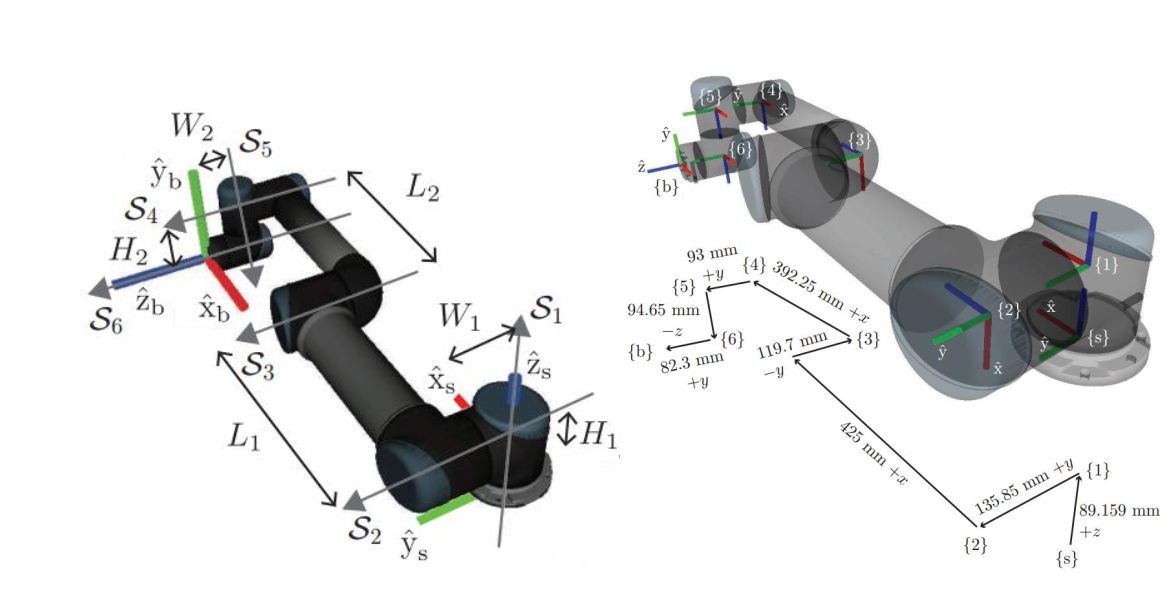 W₂
S₅
ŷ_b
L₂
S₄
H₂
ẑ_b
x̂_b
S₆
W₁
S₁
S₃
x̂_s
ẑ_s
L₁
H₁
S₂
ŷ_s
{5}
ŷ
{4}
x̂
ŷ
{6}
{3}
ẑ
{b}
{1}
{2}
x̂
{s}
ŷ
ŷ
x̂
93 mm
+y
{4}
{5}
392.25 mm +x
94.65 mm
−z
{b}
{6}
82.3 mm
+y
119.7 mm
−y
{3}
425 mm +x
135.85 mm +y
{1}
89.159 mm
+z
{2}
{s}